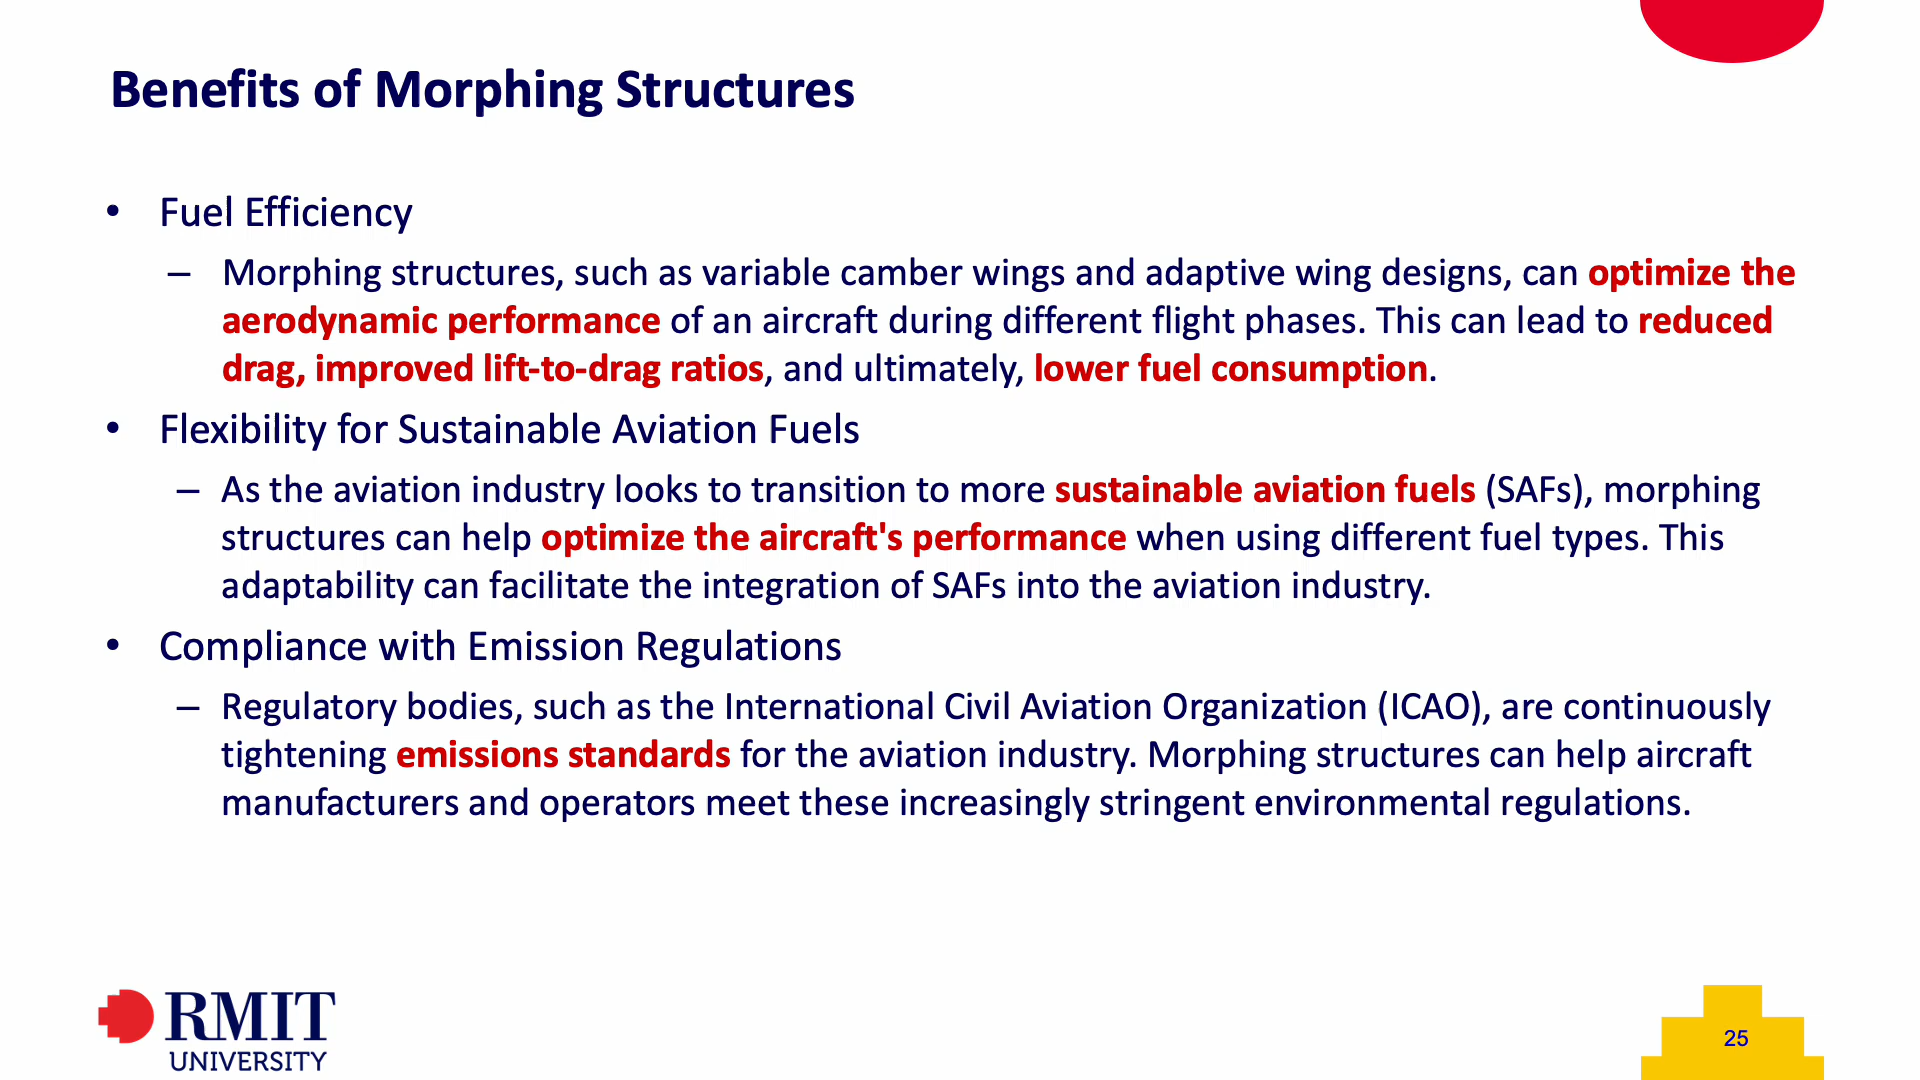 Benefits of Morphing Structures
• Fuel Efficiency
– Morphing structures, such as variable camber wings and adaptive wing designs, can optimize the
aerodynamic performance of an aircraft during different flight phases. This can lead to reduced
drag, improved lift-to-drag ratios, and ultimately, lower fuel consumption.
• Flexibility for Sustainable Aviation Fuels
– As the aviation industry looks to transition to more sustainable aviation fuels (SAFs), morphing
structures can help optimize the aircraft's performance when using different fuel types. This
adaptability can facilitate the integration of SAFs into the aviation industry.
• Compliance with Emission Regulations
– Regulatory bodies, such as the International Civil Aviation Organization (ICAO), are continuously
tightening emissions standards for the aviation industry. Morphing structures can help aircraft
manufacturers and operators meet these increasingly stringent environmental regulations.
RMIT
UNIVERSITY
25